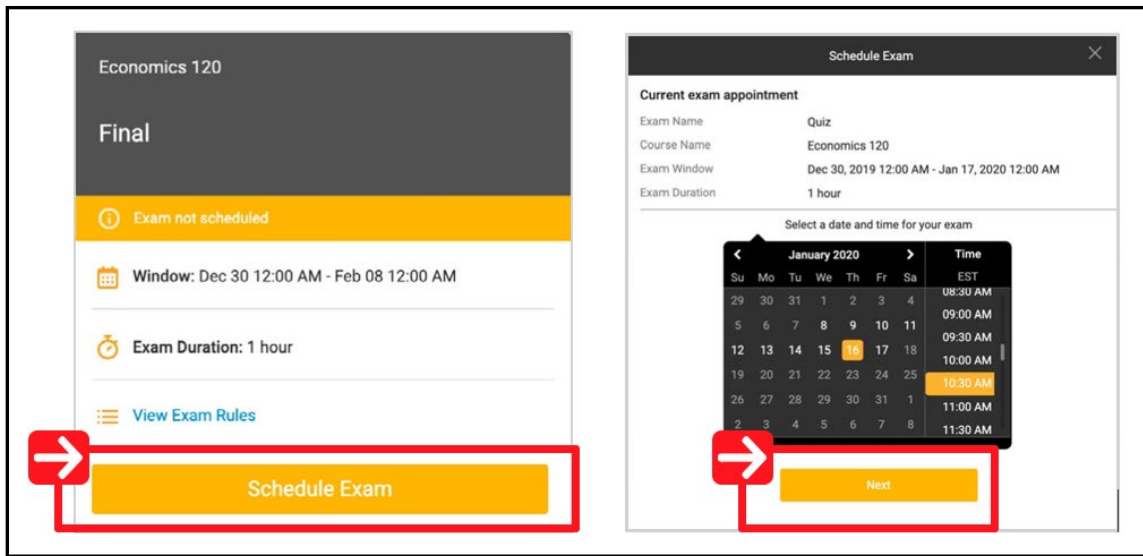 Economics 120
Final
Exam not scheduled
Window: Dec 30 12:00 AM - Feb 08 12:00 AM
Exam Duration: 1 hour
View Exam Rules
Schedule Exam
Schedule Exam
Current exam appointment
Exam Name Quiz
Course Name Economics 120
Exam Window Dec 30, 2019 12:00 AM - Jan 17, 2020 12:00 AM
Exam Duration 1 hour
Select a date and time for your exam
January 2020
Su Mo Tu We Th Fr Sa
29 30 31 1 2 3 4
5 6 7 8 9 10 11
12 13 14 15 16 17 18
19 20 21 22 23 24 25
26 27 28 29 30 31 1
2 3 4 5 6 7 8
Time
EST
08:30 AM
09:00 AM
09:30 AM
10:00 AM
10:30 AM
11:00 AM
11:30 AM
Next